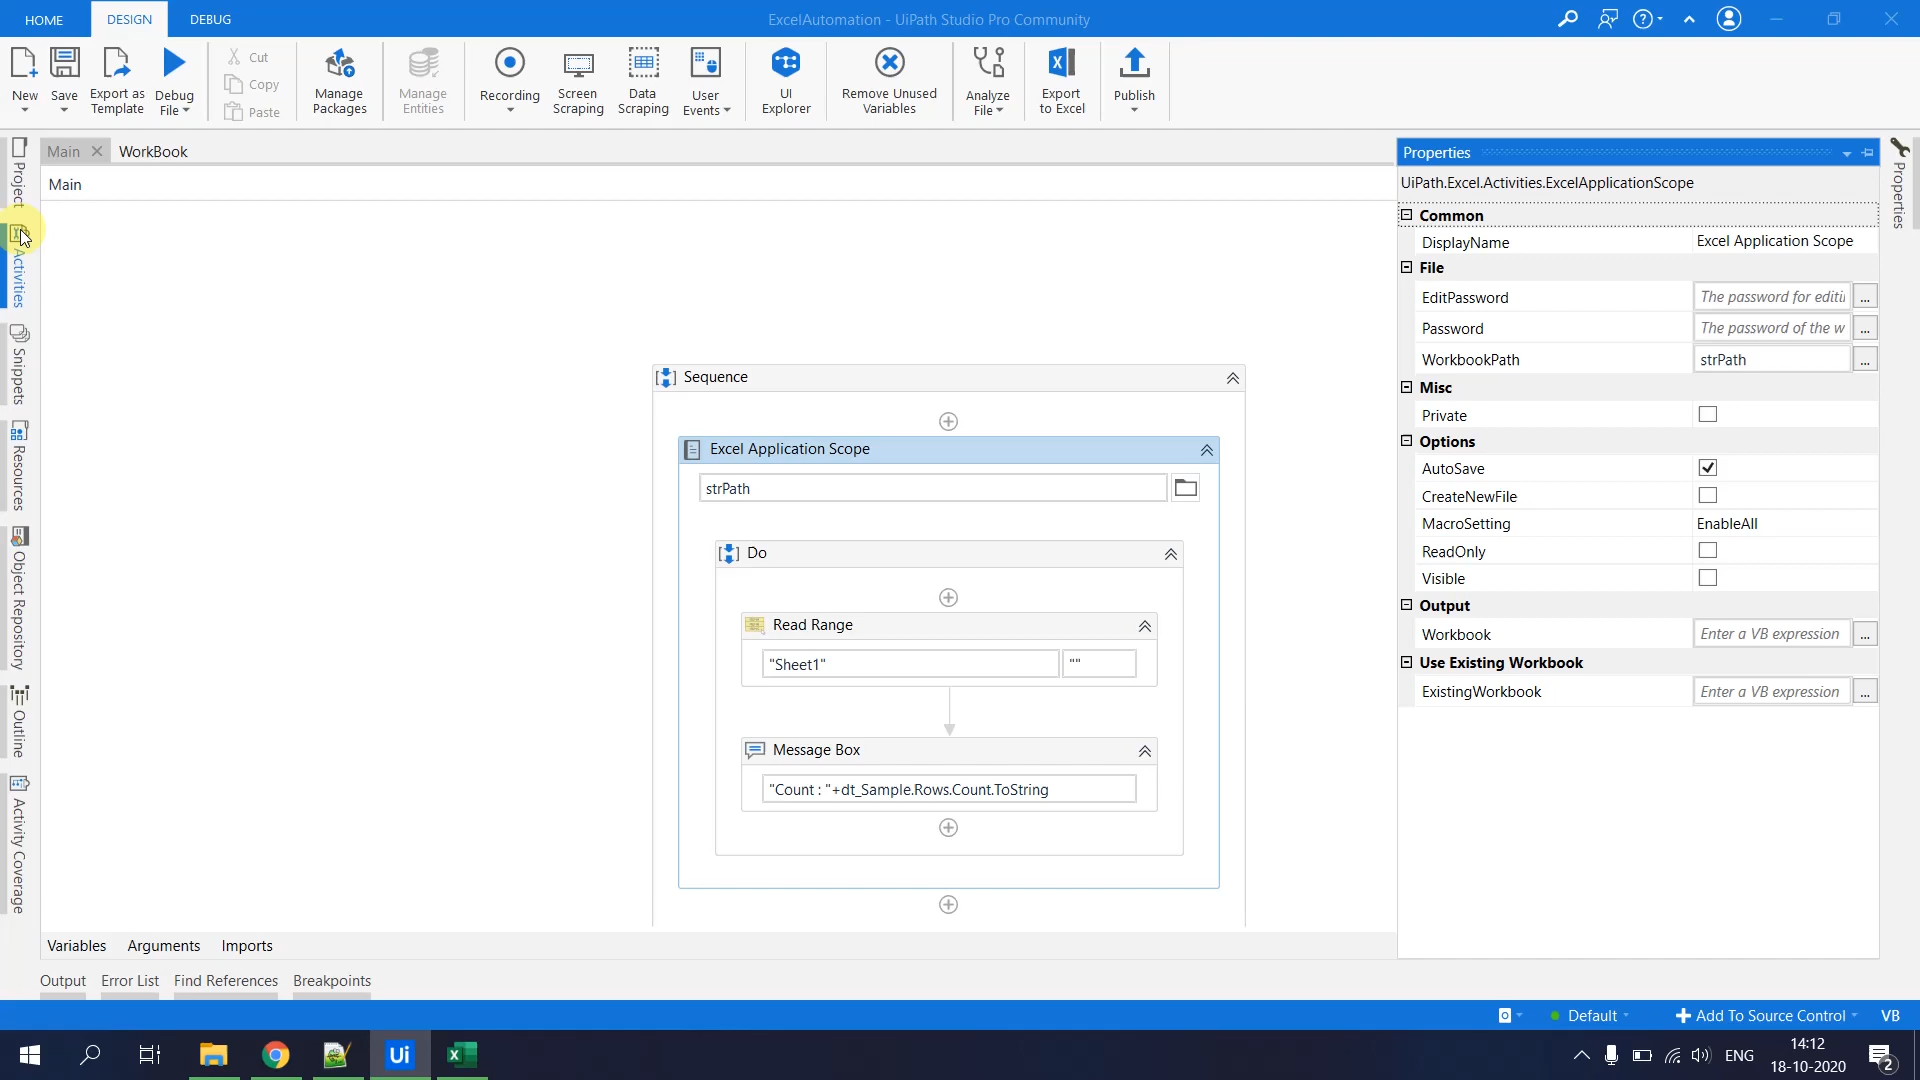 HOME DESIGN DEBUG ExcelAutomation - UiPath Studio Pro Community
New Save Export as Template Debug File Cut Copy Paste Manage Packages Manage Entities Recording Screen Scraping Data Scraping User Events UI Explorer Remove Unused Variables Analyze File Export to Excel Publish
Main WorkBook
Main
Project
Activities
Snippets
Resources
Object Repository
Outline
Activity Coverage
Sequence
Excel Application Scope
strPath
Do
Read Range
"Sheet1" ""
Message Box
"Count : "+dt_Sample.Rows.Count.ToString
Properties
UiPath.Excel.Activities.ExcelApplicationScope
Common
DisplayName Excel Application Scope
File
EditPassword The password for editi ...
Password The password of the w ...
WorkbookPath strPath ...
Misc
Private
Options
AutoSave
CreateNewFile
MacroSetting EnableAll
ReadOnly
Visible
Output
Workbook Enter a VB expression ...
Use Existing Workbook
ExistingWorkbook Enter a VB expression ...
Properties
Variables Arguments Imports
Output Error List Find References Breakpoints
Default Add To Source Control VB
Ui ENG 14:12
18-10-2020 2